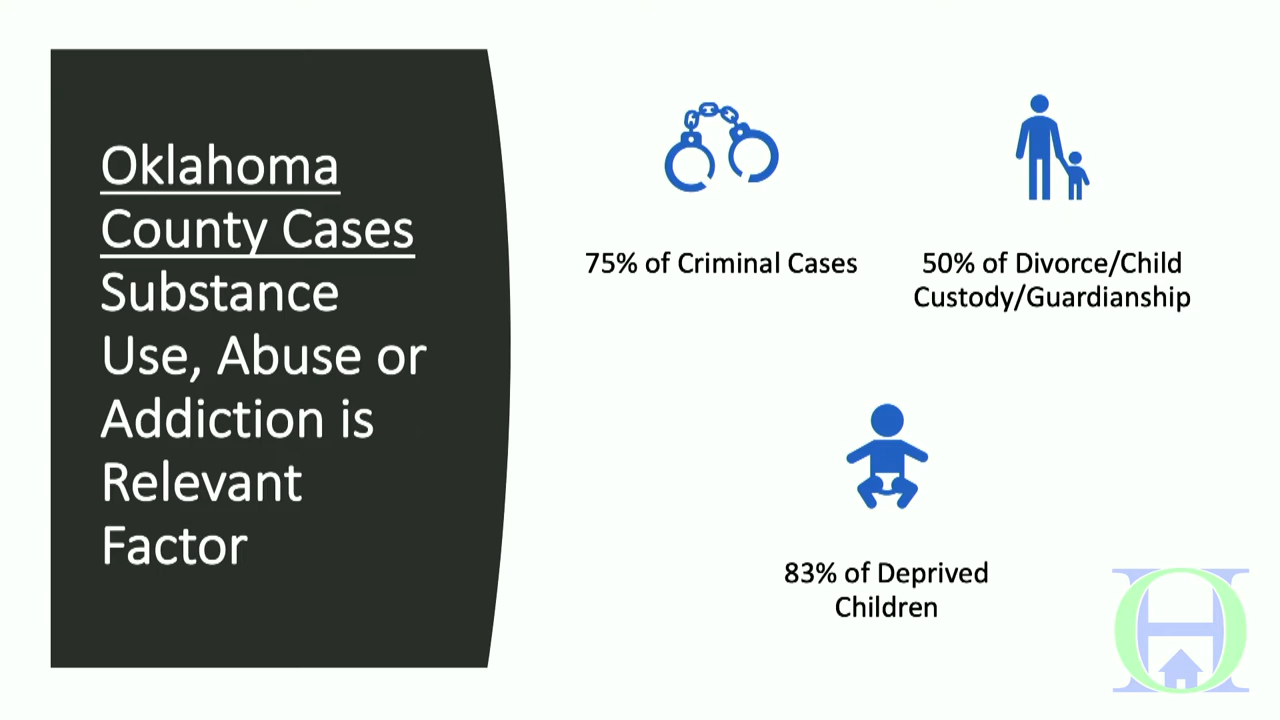 Oklahoma
County Cases
Substance
Use, Abuse or
Addiction is
Relevant
Factor
75% of Criminal Cases
50% of Divorce/Child
Custody/Guardianship
83% of Deprived
Children